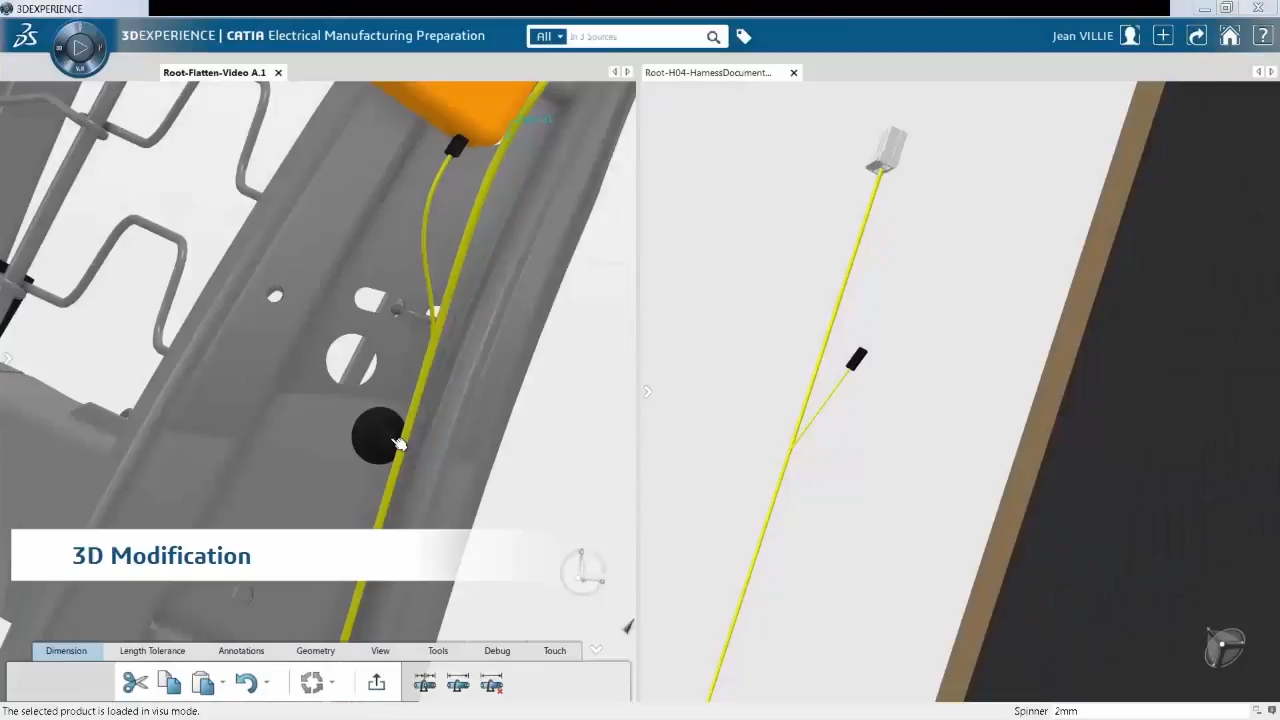 3DEXPERIENCE
3DEXPERIENCE | CATIA Electrical Manufacturing Preparation
All
in 3 Sources
Jean VILLIE
Root-Flatten-Video A.1
Root-H04-HarnessDocument...
3D Modification
Dimension
Length Tolerance
Annotations
Geometry
View
Tools
Debug
Touch
The selected product is loaded in visu mode.
Spinner 2mm